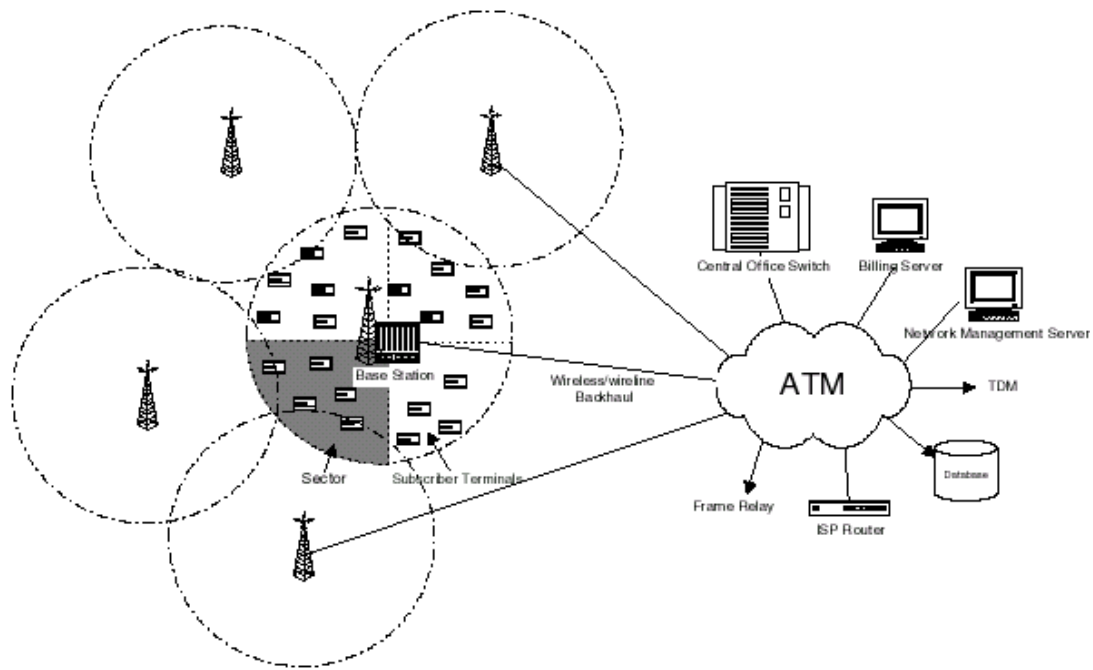 Central Office Switch
Billing Server
Network Management Server
Base Station
Wireless/wireline
Backhaul
ATM
TDM
Sector
Subscriber Terminals
Database
Frame Relay
ISP Router